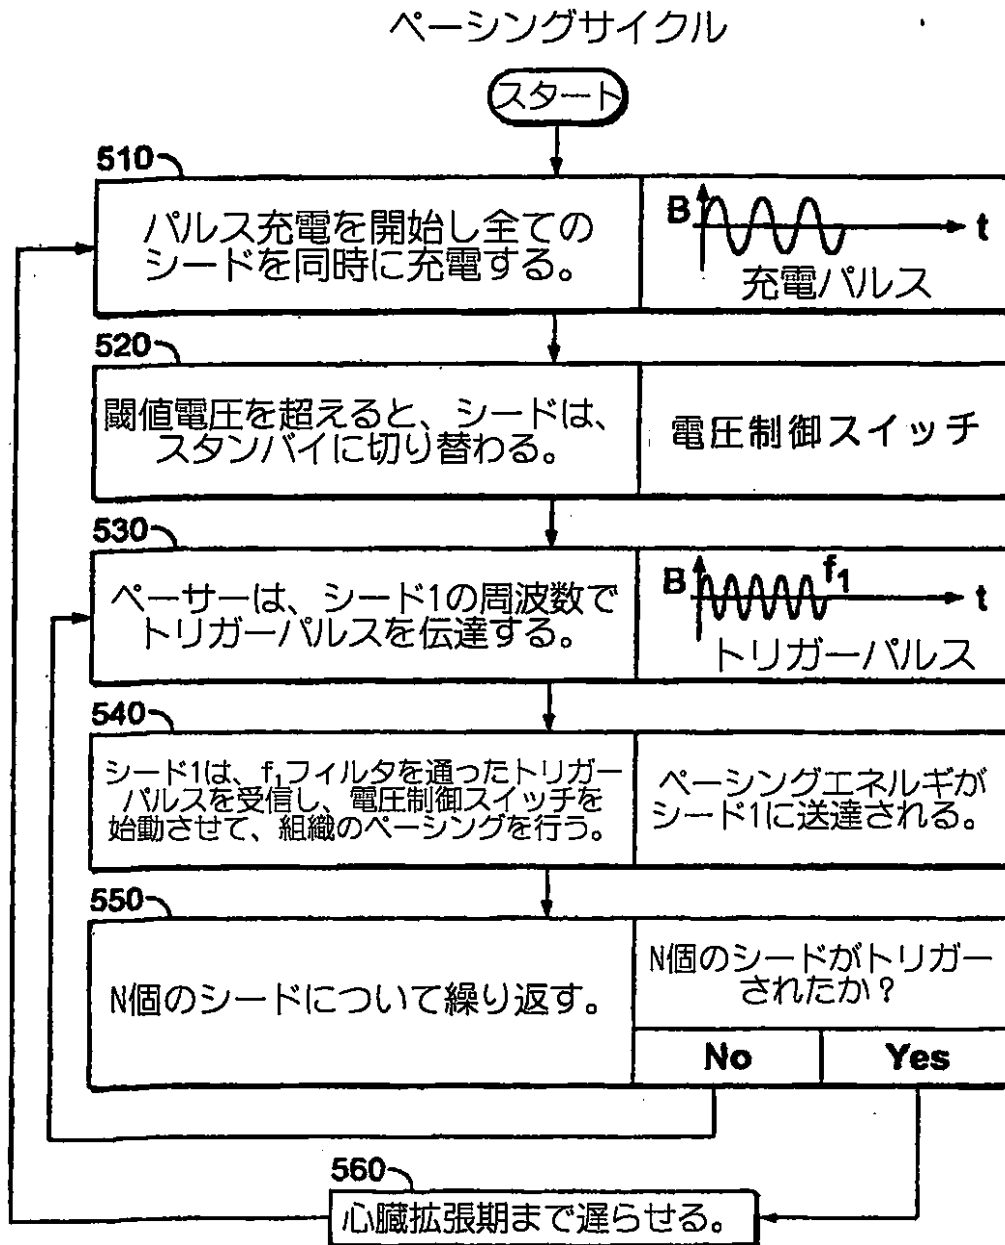 ペーシングサイクル
スタート
510
パルス充電を開始し全ての
シードを同時に充電する。
B
t
充電パルス
520
閾値電圧を超えると、シードは、
スタンバイに切り替わる。
電圧制御スイッチ
530
ペーサーは、シード1の周波数で
トリガーパルスを伝達する。
B
f₁
t
トリガーパルス
540
シード1は、f₁フィルタを通ったトリガー
パルスを受信し、電圧制御スイッチを
始動させて、組織のペーシングを行う。
ペーシングエネルギが
シード1に送達される。
550
N個のシードについて繰り返す。
N個のシードがトリガー
されたか？
No
Yes
560
心臓拡張期まで遅らせる。